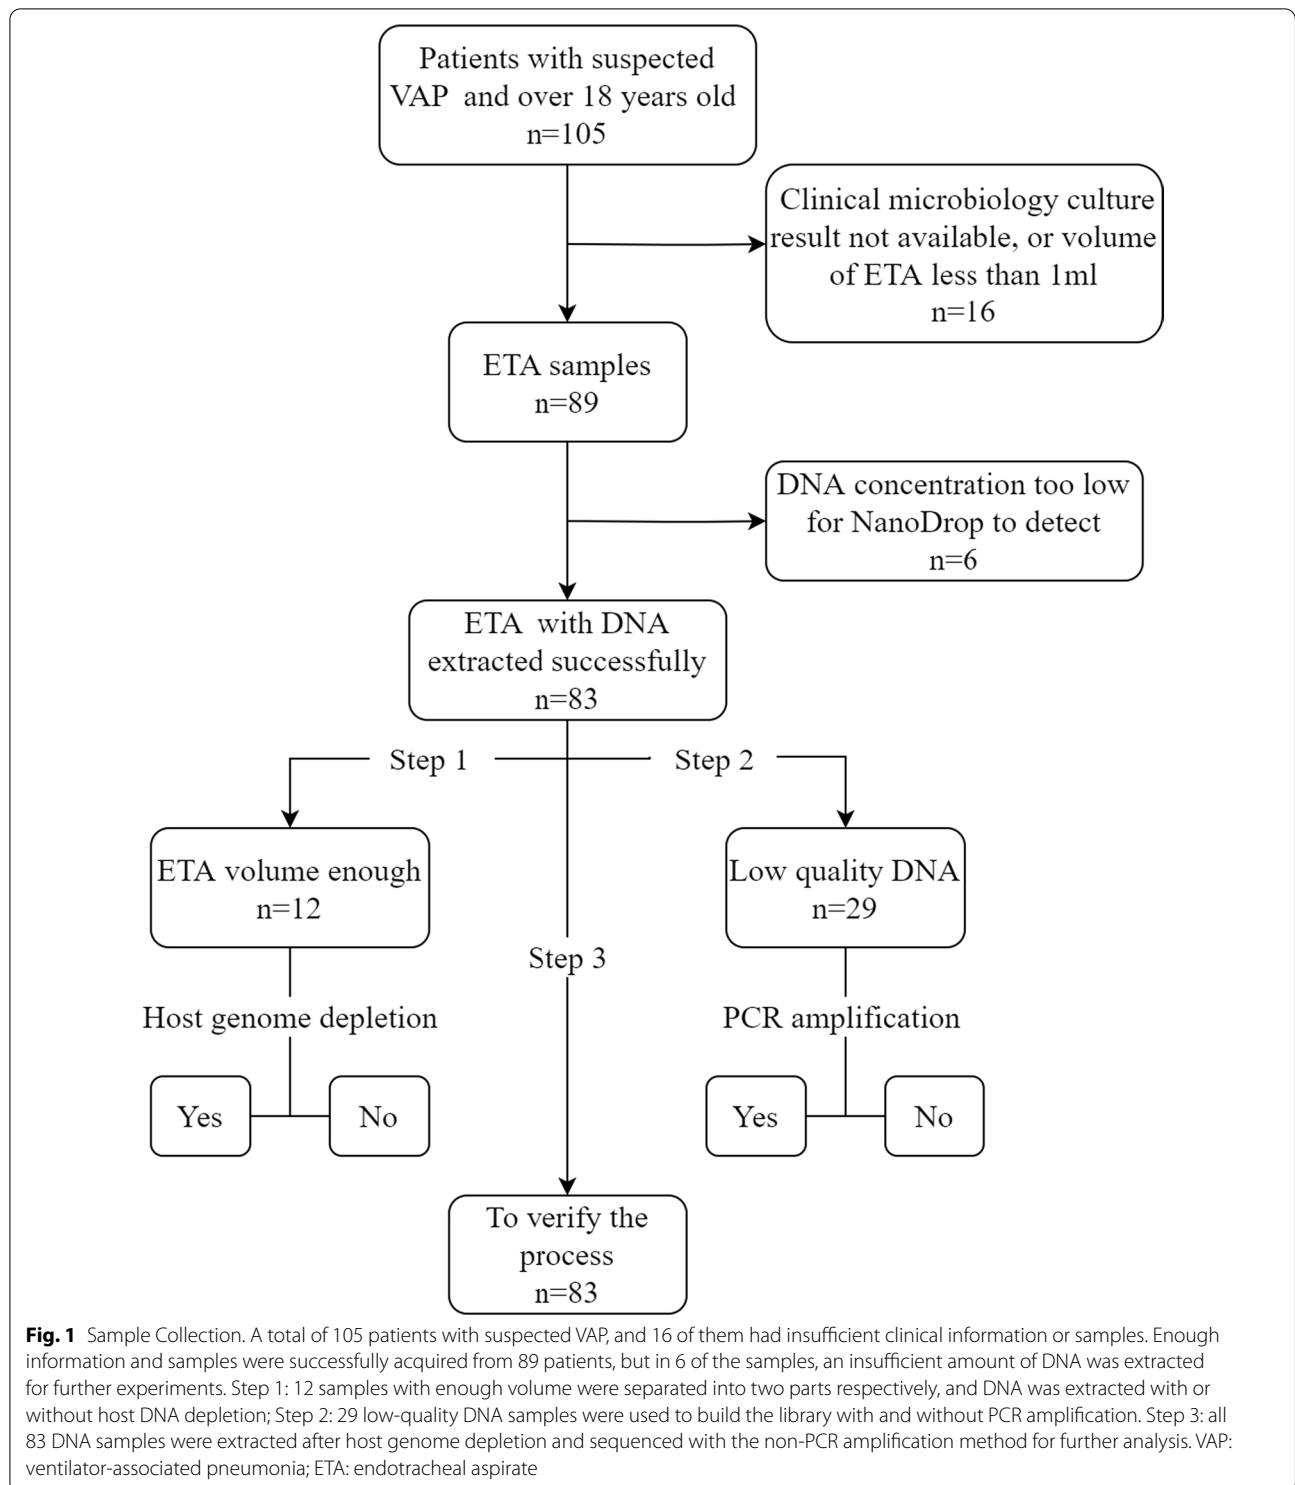 Patients with suspected
VAP and over 18 years old
n=105
Clinical microbiology culture
result not available, or volume
of ETA less than 1ml
n=16
ETA samples
n=89
DNA concentration too low
for NanoDrop to detect
n=6
ETA with DNA
extracted successfully
n=83
Step 1
Step 2
ETA volume enough
n=12
Low quality DNA
n=29
Step 3
Host genome depletion
PCR amplification
Yes
No
Yes
No
To verify the
process
n=83
Fig. 1 Sample Collection. A total of 105 patients with suspected VAP, and 16 of them had insufficient clinical information or samples. Enough
information and samples were successfully acquired from 89 patients, but in 6 of the samples, an insufficient amount of DNA was extracted
for further experiments. Step 1: 12 samples with enough volume were separated into two parts respectively, and DNA was extracted with or
without host DNA depletion; Step 2: 29 low-quality DNA samples were used to build the library with and without PCR amplification. Step 3: all
83 DNA samples were extracted after host genome depletion and sequenced with the non-PCR amplification method for further analysis. VAP:
ventilator-associated pneumonia; ETA: endotracheal aspirate